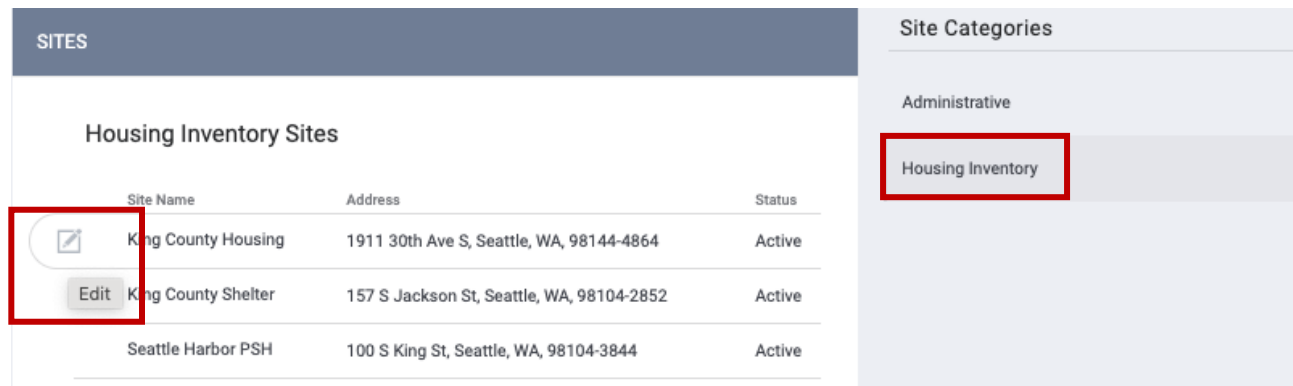 SITES
Housing Inventory Sites
Site Name Address Status
King County Housing 1911 30th Ave S, Seattle, WA, 98144-4864 Active
Edit King County Shelter 157 S Jackson St, Seattle, WA, 98104-2852 Active
Seattle Harbor PSH 100 S King St, Seattle, WA, 98104-3844 Active
Site Categories
Administrative
Housing Inventory